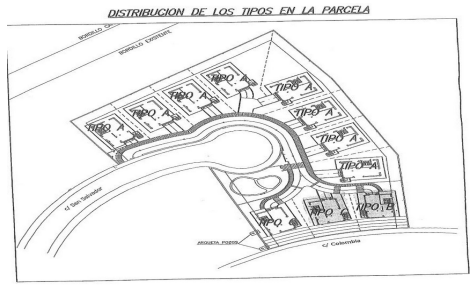 DISTRIBUCION DE LOS TIPOS EN LA PARCELA
BORDILLO
BORDILLO EXISTENTE
TIPO A
TIPO A
TIPO A
TIPO A
TIPO A
TIPO A
TIPO A
TIPO A
TIPO C
TIPO
TIPO B
c/ San Salvador
ARQUETA POZOS
c/ Colombia